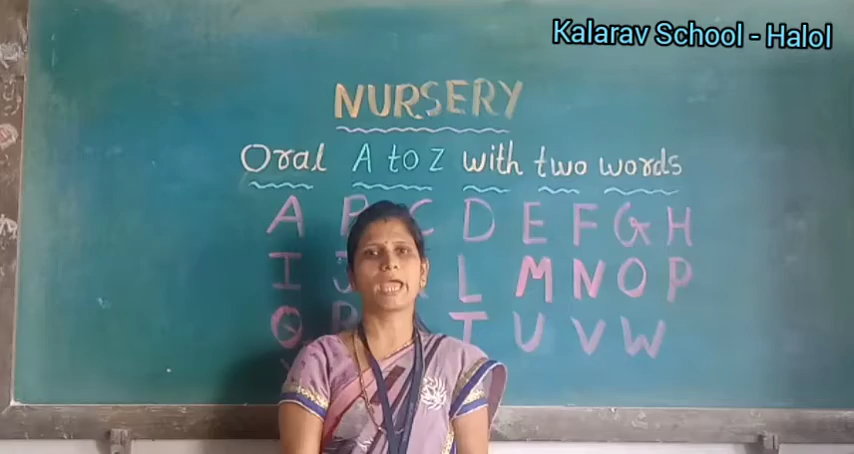 Kalarav School - Halol
NURSERY
Oral A to Z with two words
A B C D E F G H
I J L M N O P
Q R T U V W